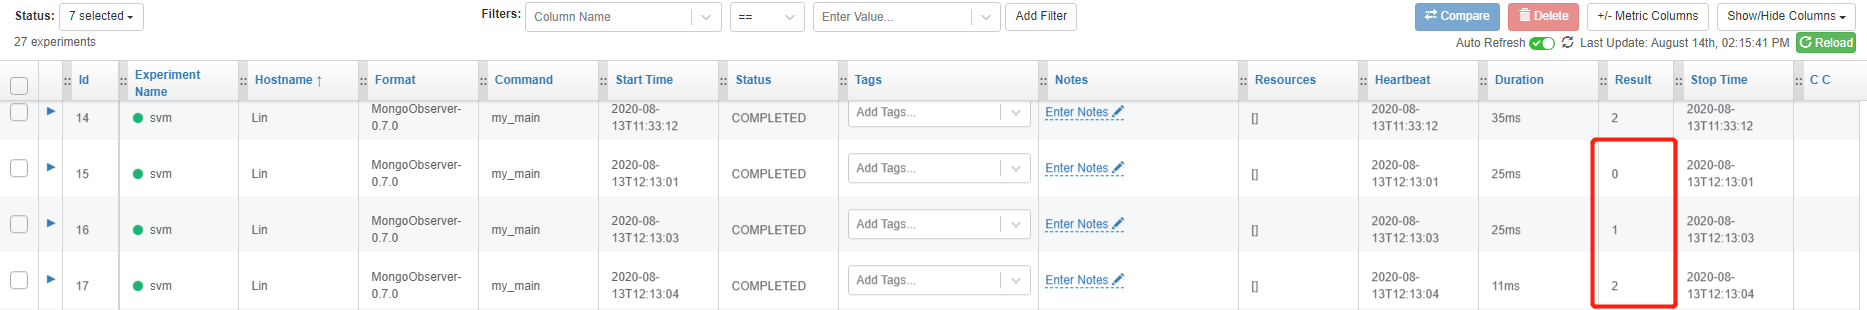 Status: 7 selected Filters: Column Name == Enter Value... Add Filter Compare Delete +/- Metric Columns Show/Hide Columns
27 experiments Auto Refresh Last Update: August 14th, 02:15:41 PM Reload
Id Experiment Name Hostname ↑ Format Command Start Time Status Tags Notes Resources Heartbeat Duration Result Stop Time C C
14 svm Lin MongoObserver-0.7.0 my_main 2020-08-13T11:33:12 COMPLETED Add Tags... Enter Notes [] 2020-08-13T11:33:12 35ms 2 2020-08-13T11:33:12
15 svm Lin MongoObserver-0.7.0 my_main 2020-08-13T12:13:01 COMPLETED Add Tags... Enter Notes [] 2020-08-13T12:13:01 25ms 0 2020-08-13T12:13:01
16 svm Lin MongoObserver-0.7.0 my_main 2020-08-13T12:13:03 COMPLETED Add Tags... Enter Notes [] 2020-08-13T12:13:03 25ms 1 2020-08-13T12:13:03
17 svm Lin MongoObserver-0.7.0 my_main 2020-08-13T12:13:04 COMPLETED Add Tags... Enter Notes [] 2020-08-13T12:13:04 11ms 2 2020-08-13T12:13:04